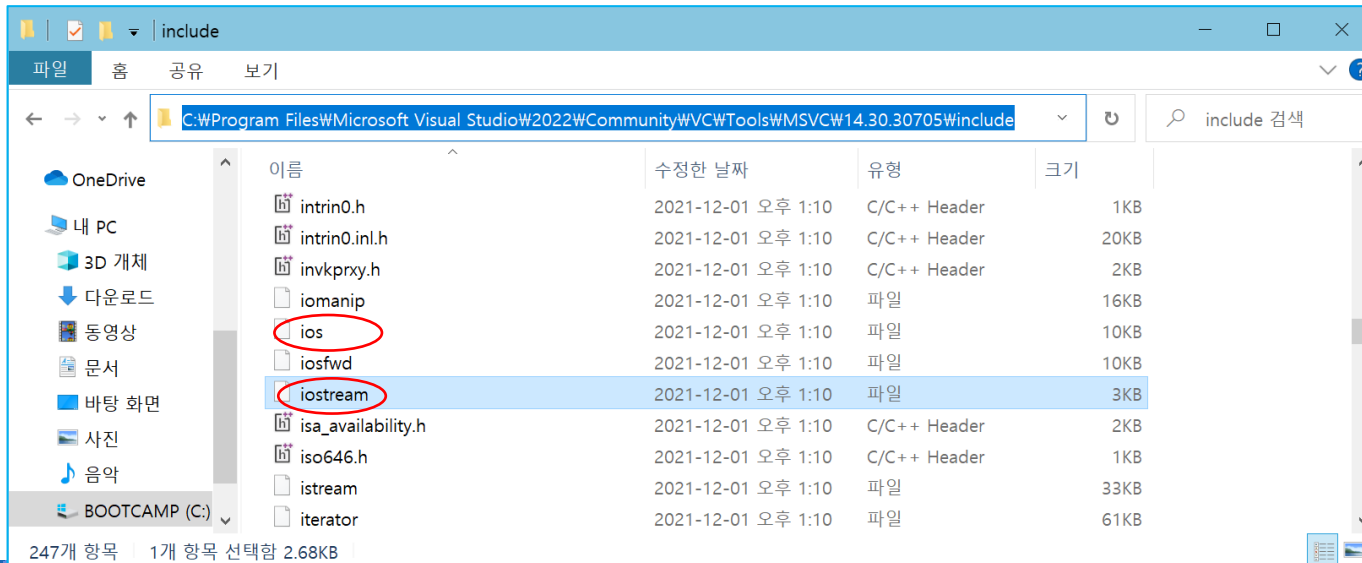 include
파일 홈 공유 보기
C:₩Program Files₩Microsoft Visual Studio₩2022₩Community₩VC₩Tools₩MSVC₩14.30.30705₩include include 검색
이름 수정한 날짜 유형 크기
OneDrive
내 PC
3D 개체
다운로드
동영상
문서
바탕 화면
사진
음악
BOOTCAMP (C:)
intrin0.h 2021-12-01 오후 1:10 C/C++ Header 1KB
intrin0.inl.h 2021-12-01 오후 1:10 C/C++ Header 20KB
invkprxy.h 2021-12-01 오후 1:10 C/C++ Header 2KB
iomanip 2021-12-01 오후 1:10 파일 16KB
ios 2021-12-01 오후 1:10 파일 10KB
iosfwd 2021-12-01 오후 1:10 파일 10KB
iostream 2021-12-01 오후 1:10 파일 3KB
isa_availability.h 2021-12-01 오후 1:10 C/C++ Header 2KB
iso646.h 2021-12-01 오후 1:10 C/C++ Header 1KB
istream 2021-12-01 오후 1:10 파일 33KB
iterator 2021-12-01 오후 1:10 파일 61KB
247개 항목 1개 항목 선택함 2.68KB